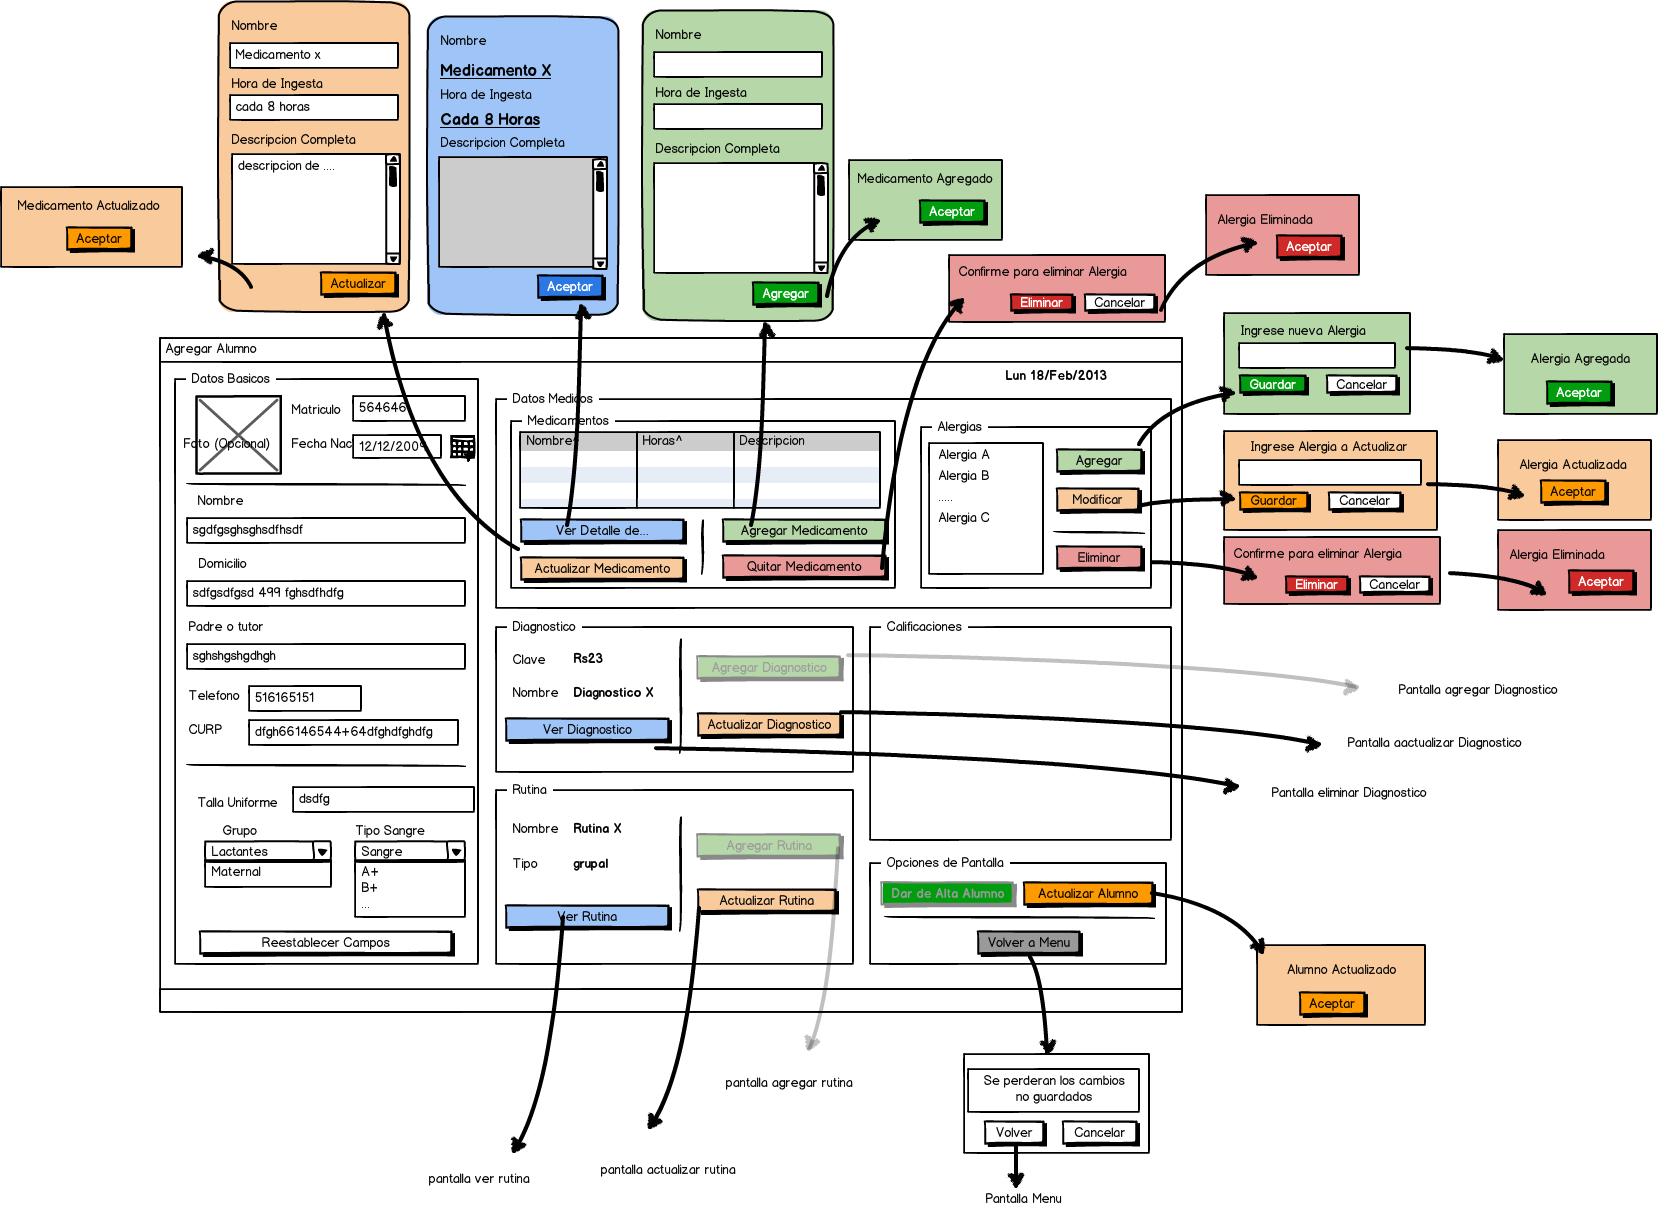 Nombre
Medicamento x
Hora de Ingesta
cada 8 horas
Descripcion Completa
descripcion de ....
Actualizar
Medicamento Actualizado
Aceptar
Nombre
Medicamento X
Hora de Ingesta
Cada 8 Horas
Descripcion Completa
Aceptar
Nombre
Hora de Ingesta
Descripcion Completa
Agregar
Medicamento Agregado
Aceptar
Confirme para eliminar Alergia
Eliminar Cancelar
Alergia Eliminada
Aceptar
Ingrese nueva Alergia
Guardar Cancelar
Alergia Agregada
Aceptar
Ingrese Alergia a Actualizar
Guardar Cancelar
Alergia Actualizada
Aceptar
Confirme para eliminar Alergia
Eliminar Cancelar
Alergia Eliminada
Aceptar
Agregar Alumno
Lun 18/Feb/2013
Datos Basicos
Foto (Opcional)
Matriculo 564646
Fecha Nac 12/12/2009
Nombre
sgdfgsghsghsdfhsdf
Domicilio
sdfgsdfgsd 499 fghsdfhdfg
Padre o tutor
sghshgshgdhgh
Telefono 516165151
CURP dfgh66146544+64dfghdfghdfg
Talla Uniforme dsdfg
Grupo
Lactantes
Maternal
Tipo Sangre
Sangre
A+
B+
...
Reestablecer Campos
Datos Medicos
Medicamentos
Nombre^ Horas^ Descripcion
Ver Detalle de... Agregar Medicamento
Actualizar Medicamento Quitar Medicamento
Alergias
Alergia A
Alergia B
.....
Alergia C
Agregar
Modificar
Eliminar
Diagnostico
Clave Rs23
Nombre Diagnostico X
Ver Diagnostico
Agregar Diagnostico
Actualizar Diagnostico
Calificaciones
Pantalla agregar Diagnostico
Pantalla aactualizar Diagnostico
Pantalla eliminar Diagnostico
Rutina
Nombre Rutina X
Tipo grupal
Ver Rutina
Agregar Rutina
Actualizar Rutina
Opciones de Pantalla
Dar de Alta Alumno Actualizar Alumno
Volver a Menu
Alumno Actualizado
Aceptar
pantalla agregar rutina
pantalla actualizar rutina
pantalla ver rutina
Se perderan los cambios
no guardados
Volver Cancelar
Pantalla Menu